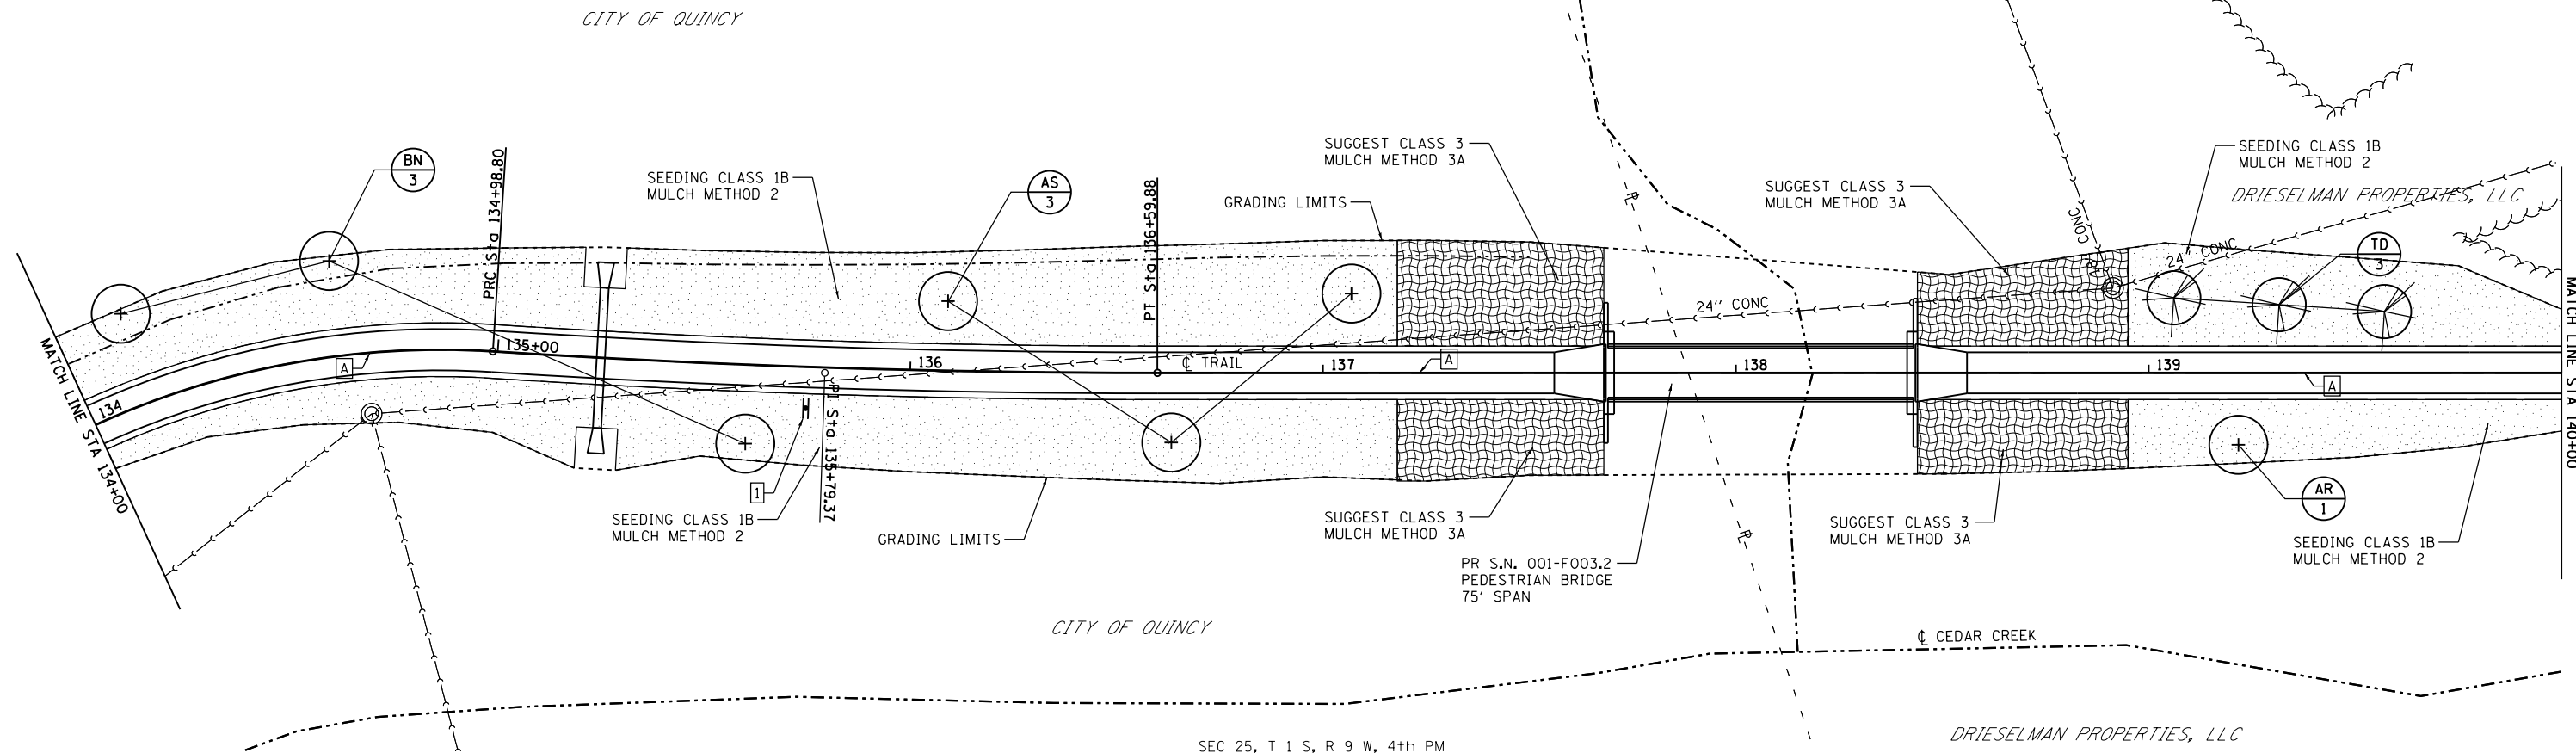 CITY OF QUINCY
BN
3
PRC Sta 134+98.80
SEEDING CLASS 1B
MULCH METHOD 2
AS
3
PT Sta 136+59.88
GRADING LIMITS
SUGGEST CLASS 3
MULCH METHOD 3A
SUGGEST CLASS 3
MULCH METHOD 3A
SEEDING CLASS 1B
MULCH METHOD 2
DRIESELMAN PROPERTIES, LLC
CONC
24" CONC
TD
3
24'' CONC
MATCH LINE STA 134+00
134
A
135+00
136
℄ TRAIL
137
A
138
139
A
MATCH LINE STA 140+00
PI Sta 135+79.37
1
SEEDING CLASS 1B
MULCH METHOD 2
GRADING LIMITS
SUGGEST CLASS 3
MULCH METHOD 3A
PR S.N. 001-F003.2
PEDESTRIAN BRIDGE
75' SPAN
SUGGEST CLASS 3
MULCH METHOD 3A
AR
1
SEEDING CLASS 1B
MULCH METHOD 2
CITY OF QUINCY
℄ CEDAR CREEK
DRIESELMAN PROPERTIES, LLC
SEC 25, T 1 S, R 9 W, 4th PM